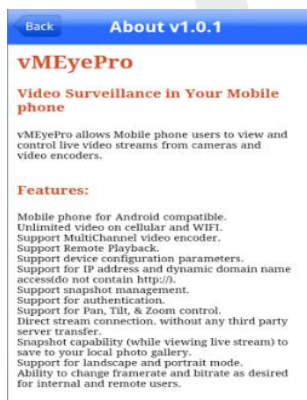 Back
About v1.0.1
vMEyePro
Video Surveillance in Your Mobile
phone
vMEyePro allows Mobile phone users to view and
control live video streams from cameras and
video encoders.
Features:
Mobile phone for Android compatible.
Unlimited video on cellular and WIFI.
Support MultiChannel video encoder.
Support Remote Playback.
Support device configuration parameters.
Support for IP address and dynamic domain name
access(do not contain http://).
Support snapshot management.
Support for authentication.
Support for Pan, Tilt, & Zoom control.
Direct stream connection. without any third party
server transfer.
Snapshot capability (while viewing live stream) to
save to your local photo gallery.
Support for landscape and portrait mode.
Ability to change framerate and bitrate as desired
for internal and remote users.